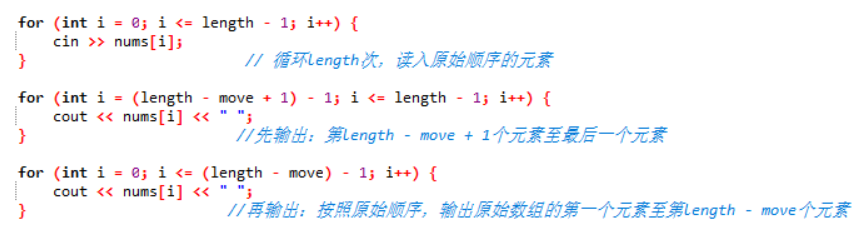 for (int i = 0; i <= length - 1; i++) {
    cin >> nums[i];
}                         // 循环length次，读入原始顺序的元素
for (int i = (length - move + 1) - 1; i <= length - 1; i++) {
    cout << nums[i] << " ";
}                         //先输出：第length - move + 1个元素至最后一个元素
for (int i = 0; i <= (length - move) - 1; i++) {
    cout << nums[i] << " ";
}                         //再输出：按照原始顺序，输出原始数组的第一个元素至第length - move个元素